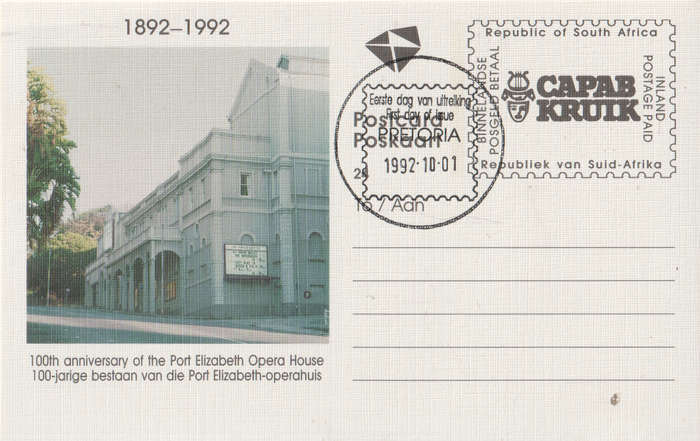 1892–1992
100th anniversary of the Port Elizabeth Opera House
100-jarige bestaan van die Port Elizabeth-operahuis
Eerste dag van uitreiking
First day of issue
PRETORIA
1992·10·01
Postcard
Poskaart
To / Aan
Republic of South Africa
BINNELANDSE
POSGELD BETAAL
CAPAB
KRUIK
INLAND
POSTAGE PAID
Republiek van Suid-Afrika